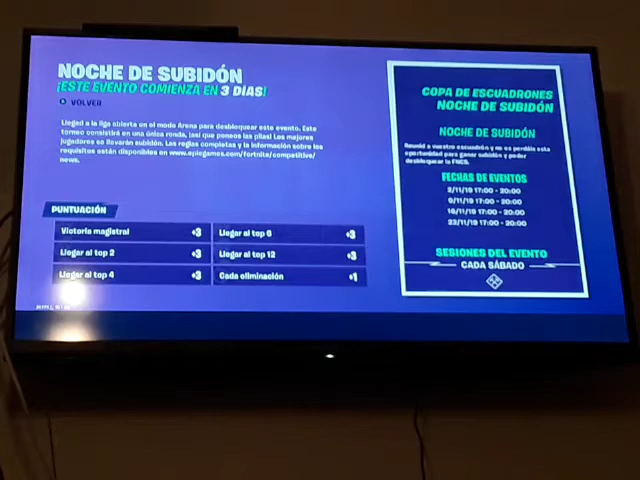 NOCHE DE SUBIDÓN
¡ESTE EVENTO COMIENZA EN 3 DÍAS!
VOLVER
Llegad a la liga abierta en el modo Arena para desbloquear este evento. Este
torneo consistirá en una única ronda, ¡así que poneos las pilas! Los mejores
jugadores se llevarán subidón. Las reglas completas y la información sobre los
requisitos están disponibles en www.epicgames.com/fortnite/competitive/
news.
PUNTUACIÓN
Victoria magistral +3
Llegar al top 2 +3
Llegar al top 4 +3
Llegar al top 6 +3
Llegar al top 12 +3
Cada eliminación +1
COPA DE ESCUADRONES
NOCHE DE SUBIDÓN
NOCHE DE SUBIDÓN
Reunid a vuestro escuadrón y no os perdáis esta
oportunidad para ganar subidón y poder
desbloquear la FNCS.
FECHAS DE EVENTOS
2/11/19 17:00 - 20:00
9/11/19 17:00 - 20:00
16/11/19 17:00 - 20:00
23/11/19 17:00 - 20:00
SESIONES DEL EVENTO
CADA SÁBADO